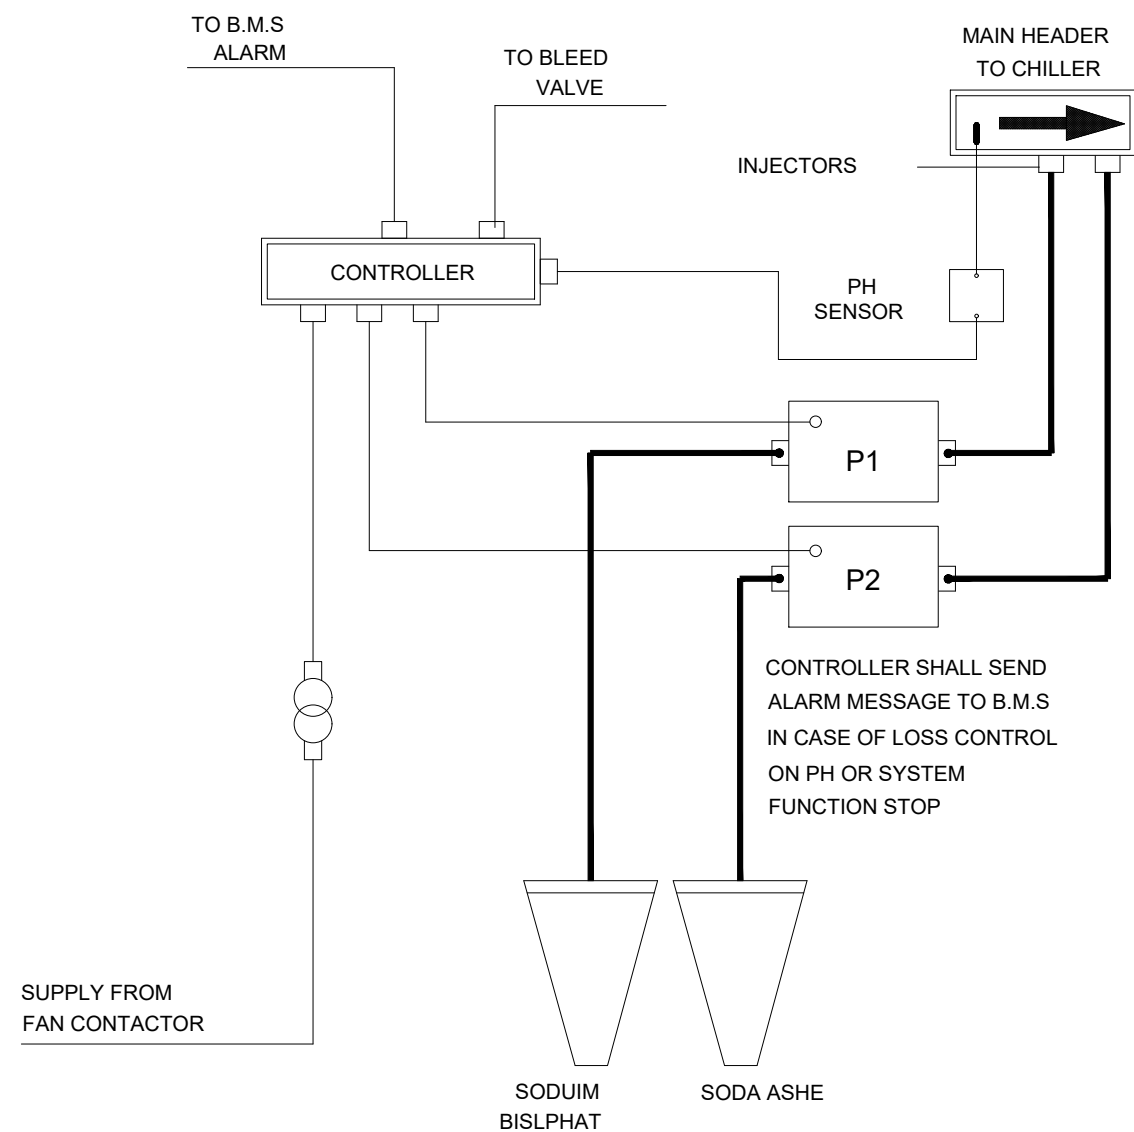 TO B.M.S
ALARM
TO BLEED
VALVE
MAIN HEADER
TO CHILLER
INJECTORS
CONTROLLER
PH
SENSOR
P1
P2
CONTROLLER SHALL SEND
ALARM MESSAGE TO B.M.S
IN CASE OF LOSS CONTROL
ON PH OR SYSTEM
FUNCTION STOP
SUPPLY FROM
FAN CONTACTOR
SODUIM
BISLPHAT
SODA ASHE